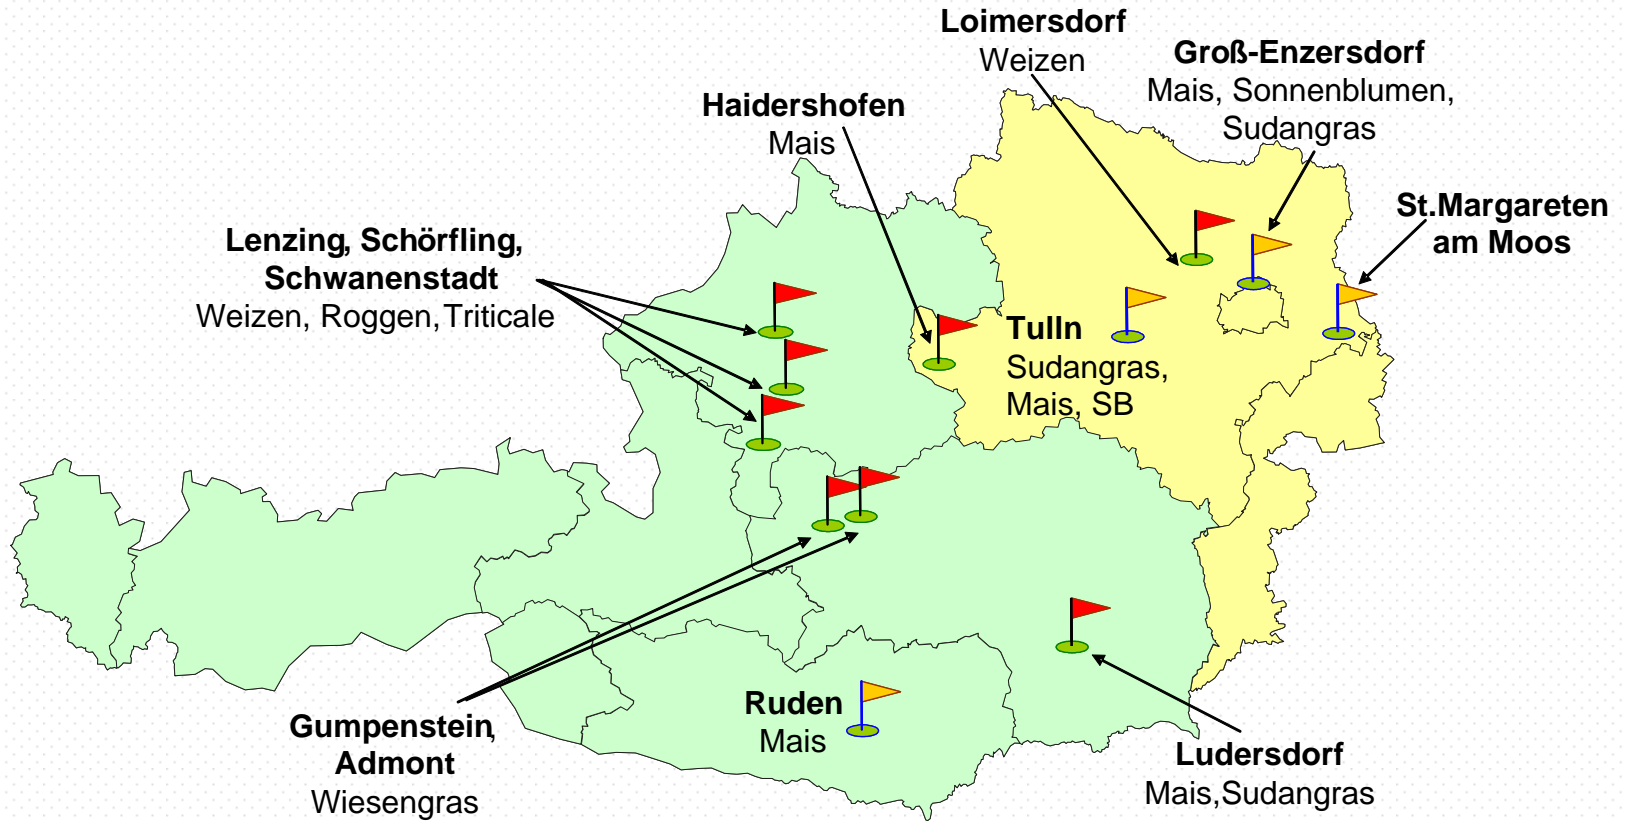 Loimersdorf
Weizen
Groß-Enzersdorf
Mais, Sonnenblumen,
Sudangras
Haidershofen
Mais
St.Margareten
am Moos
Lenzing, Schörfling,
Schwanenstadt
Weizen, Roggen, Triticale
Tulln
Sudangras,
Mais, SB
Ruden
Mais
Gumpenstein,
Admont
Wiesengras
Ludersdorf
Mais,Sudangras